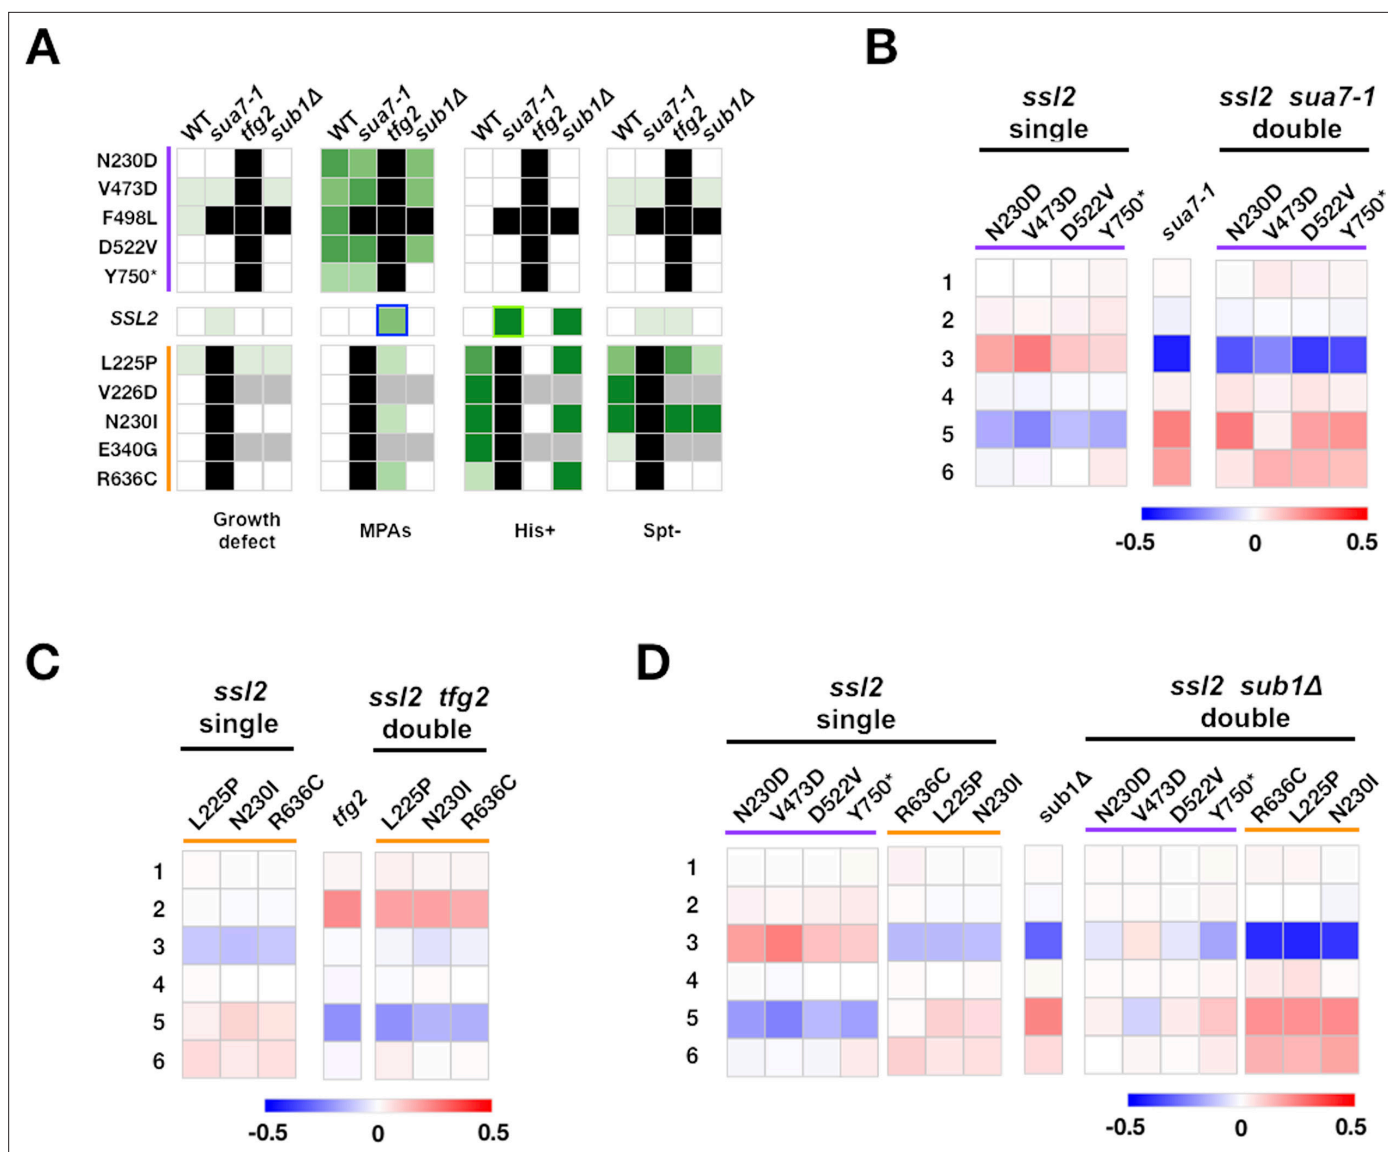 A
WT sua7-1 tfg2 sub1Δ WT sua7-1 tfg2 sub1Δ WT sua7-1 tfg2 sub1Δ WT sua7-1 tfg2 sub1Δ
N230D
V473D
F498L
D522V
Y750*
SSL2
L225P
V226D
N230I
E340G
R636C
Growth
defect
MPAs
His+
Spt-
B
ssl2
single
ssl2 sua7-1
double
N230D V473D D522V Y750* sua7-1 N230D V473D D522V Y750*
1
2
3
4
5
6
-0.5 0 0.5
C
ssl2
single
ssl2 tfg2
double
L225P N230I R636C tfg2 L225P N230I R636C
1
2
3
4
5
6
-0.5 0 0.5
D
ssl2
single
ssl2 sub1Δ
double
N230D V473D D522V Y750* R636C L225P N230I sub1Δ N230D V473D D522V Y750* R636C L225P N230I
1
2
3
4
5
6
-0.5 0 0.5